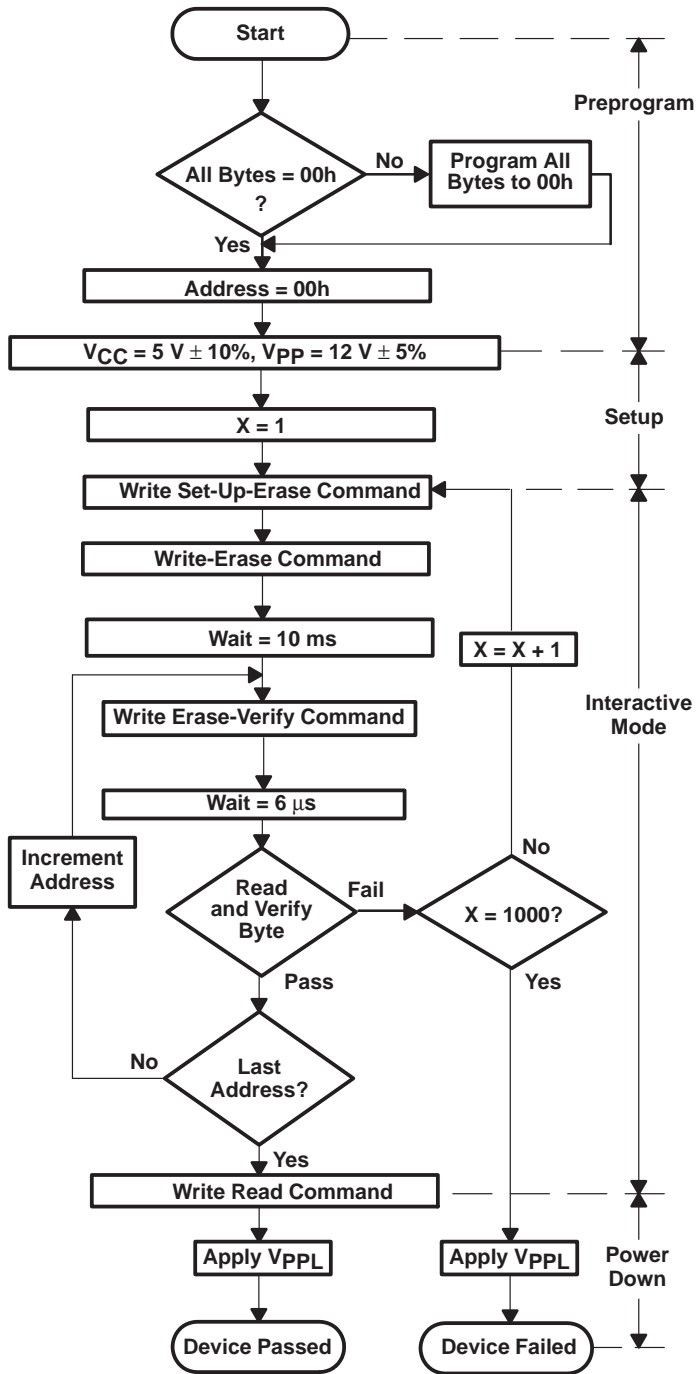 Start
Preprogram
All Bytes = 00h
?
No
Program All
Bytes to 00h
Yes
Address = 00h
VCC = 5 V ± 10%, VPP = 12 V ± 5%
Setup
X = 1
Write Set-Up-Erase Command
Write-Erase Command
Wait = 10 ms
X = X + 1
Interactive
Mode
Write Erase-Verify Command
Wait = 6 μs
Increment
Address
Read
and Verify
Byte
Fail
No
X = 1000?
Pass
Yes
No
Last
Address?
Yes
Write Read Command
Apply VPPL
Apply VPPL
Power
Down
Device Passed
Device Failed